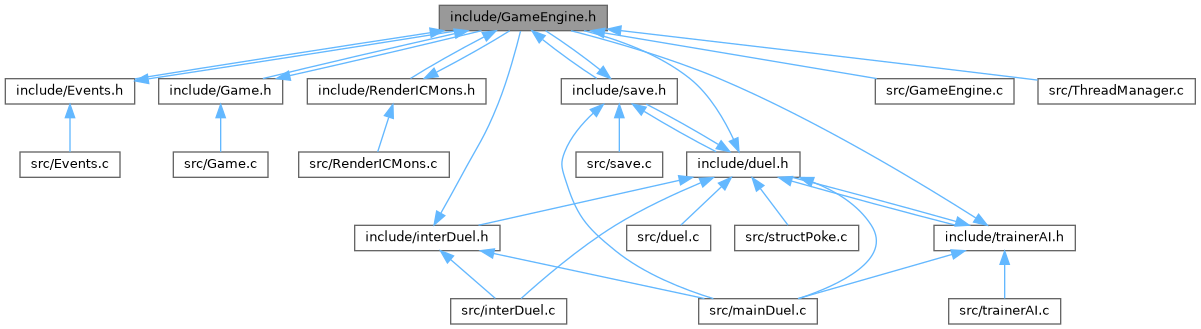 include/GameEngine.h
include/Events.h
include/Game.h
include/RenderICMons.h
include/save.h
src/GameEngine.c
src/ThreadManager.c
src/Events.c
src/Game.c
src/RenderICMons.c
src/save.c
include/duel.h
include/interDuel.h
src/duel.c
src/structPoke.c
include/trainerAI.h
src/interDuel.c
src/mainDuel.c
src/trainerAI.c